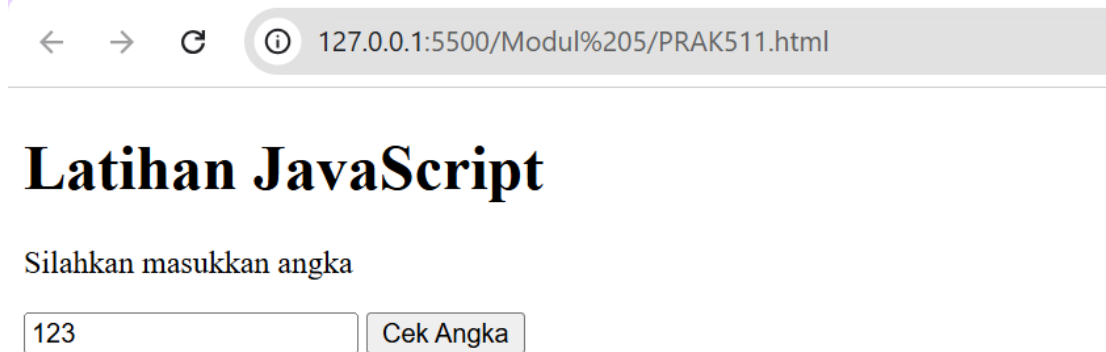 127.0.0.1:5500/Modul%205/PRAK511.html
Latihan JavaScript
Silahkan masukkan angka
123 Cek Angka